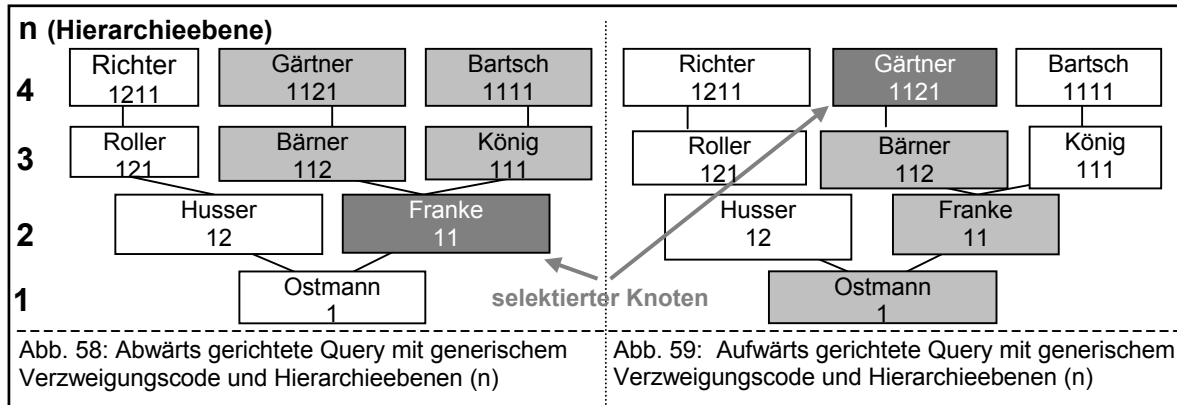 n (Hierarchieebene)
4
Richter
1211
Gärtner
1121
Bartsch
1111
3
Roller
121
Bärner
112
König
111
2
Husser
12
Franke
11
1
Ostmann
1
selektierter Knoten
Abb. 58: Abwärts gerichtete Query mit generischem
Verzweigungscode und Hierarchieebenen (n)
Richter
1211
Gärtner
1121
Bartsch
1111
Roller
121
Bärner
112
König
111
Husser
12
Franke
11
Ostmann
1
Abb. 59: Aufwärts gerichtete Query mit generischem
Verzweigungscode und Hierarchieebenen (n)